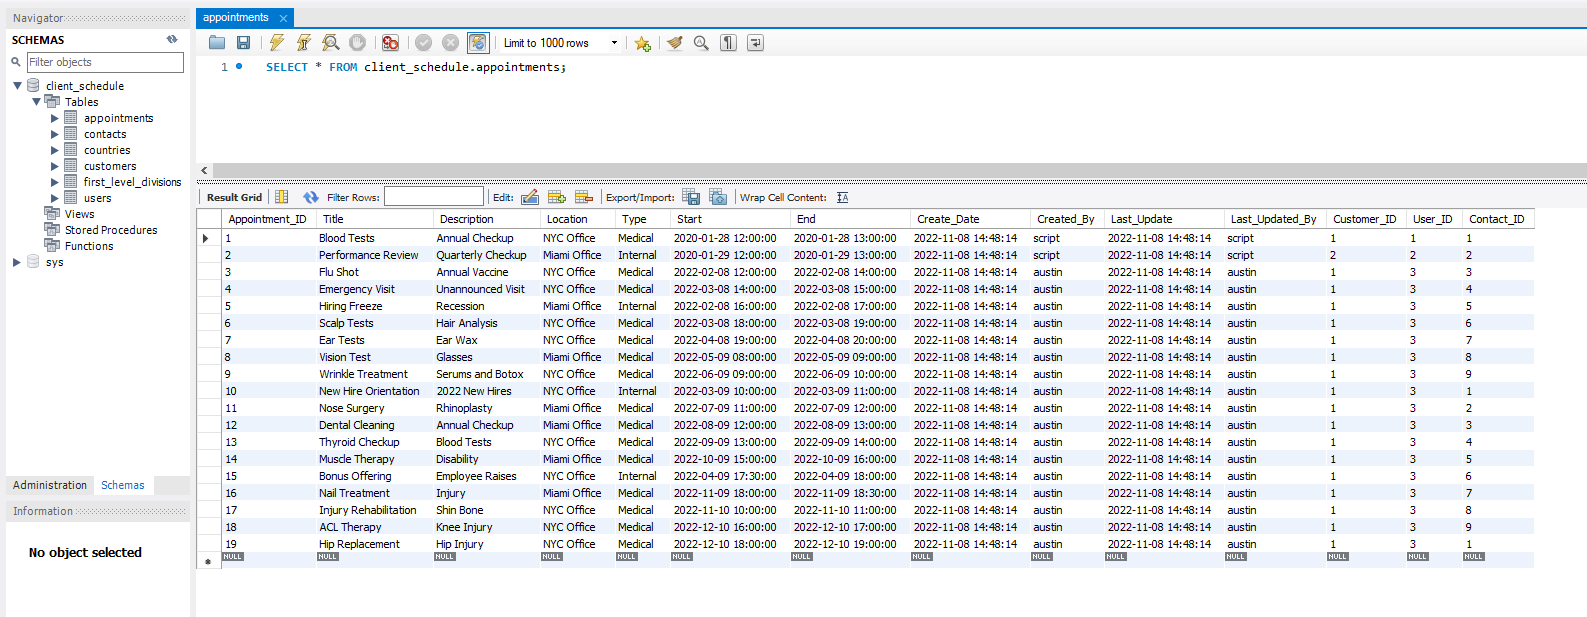 Navigator
appointments
SCHEMAS
Limit to 1000 rows
Filter objects
1 SELECT * FROM client_schedule.appointments;
client_schedule
Tables
appointments
contacts
countries
customers
first_level_divisions
users
Views
Stored Procedures
Functions
sys
Result Grid Filter Rows: Edit: Export/Import: Wrap Cell Content:
Appointment_ID Title Description Location Type Start End Create_Date Created_By Last_Update Last_Updated_By Customer_ID User_ID Contact_ID
1 Blood Tests Annual Checkup NYC Office Medical 2020-01-28 12:00:00 2020-01-28 13:00:00 2022-11-08 14:48:14 script 2022-11-08 14:48:14 script 1 1 1
2 Performance Review Quarterly Checkup Miami Office Internal 2020-01-29 12:00:00 2020-01-29 13:00:00 2022-11-08 14:48:14 script 2022-11-08 14:48:14 script 2 2 2
3 Flu Shot Annual Vaccine NYC Office Medical 2022-02-08 12:00:00 2022-02-08 14:00:00 2022-11-08 14:48:14 austin 2022-11-08 14:48:14 austin 1 3 3
4 Emergency Visit Unannounced Visit NYC Office Medical 2022-03-08 14:00:00 2022-03-08 15:00:00 2022-11-08 14:48:14 austin 2022-11-08 14:48:14 austin 1 3 4
5 Hiring Freeze Recession Miami Office Internal 2022-02-08 16:00:00 2022-02-08 17:00:00 2022-11-08 14:48:14 austin 2022-11-08 14:48:14 austin 1 3 5
6 Scalp Tests Hair Analysis NYC Office Medical 2022-03-08 18:00:00 2022-03-08 19:00:00 2022-11-08 14:48:14 austin 2022-11-08 14:48:14 austin 1 3 6
7 Ear Tests Ear Wax NYC Office Medical 2022-04-08 19:00:00 2022-04-08 20:00:00 2022-11-08 14:48:14 austin 2022-11-08 14:48:14 austin 1 3 7
8 Vision Test Glasses Miami Office Medical 2022-05-09 08:00:00 2022-05-09 09:00:00 2022-11-08 14:48:14 austin 2022-11-08 14:48:14 austin 1 3 8
9 Wrinkle Treatment Serums and Botox NYC Office Medical 2022-06-09 09:00:00 2022-06-09 10:00:00 2022-11-08 14:48:14 austin 2022-11-08 14:48:14 austin 1 3 9
10 New Hire Orientation 2022 New Hires NYC Office Internal 2022-03-09 10:00:00 2022-03-09 11:00:00 2022-11-08 14:48:14 austin 2022-11-08 14:48:14 austin 1 3 1
11 Nose Surgery Rhinoplasty Miami Office Medical 2022-07-09 11:00:00 2022-07-09 12:00:00 2022-11-08 14:48:14 austin 2022-11-08 14:48:14 austin 1 3 2
12 Dental Cleaning Annual Checkup Miami Office Medical 2022-08-09 12:00:00 2022-08-09 13:00:00 2022-11-08 14:48:14 austin 2022-11-08 14:48:14 austin 1 3 3
13 Thyroid Checkup Blood Tests NYC Office Medical 2022-09-09 13:00:00 2022-09-09 14:00:00 2022-11-08 14:48:14 austin 2022-11-08 14:48:14 austin 1 3 4
14 Muscle Therapy Disability Miami Office Medical 2022-10-09 15:00:00 2022-10-09 16:00:00 2022-11-08 14:48:14 austin 2022-11-08 14:48:14 austin 1 3 5
15 Bonus Offering Employee Raises NYC Office Internal 2022-04-09 17:30:00 2022-04-09 18:00:00 2022-11-08 14:48:14 austin 2022-11-08 14:48:14 austin 1 3 6
16 Nail Treatment Injury Miami Office Medical 2022-11-09 18:00:00 2022-11-09 18:30:00 2022-11-08 14:48:14 austin 2022-11-08 14:48:14 austin 1 3 7
17 Injury Rehabilitation Shin Bone NYC Office Medical 2022-11-10 10:00:00 2022-11-10 11:00:00 2022-11-08 14:48:14 austin 2022-11-08 14:48:14 austin 1 3 8
18 ACL Therapy Knee Injury NYC Office Medical 2022-12-10 16:00:00 2022-12-10 17:00:00 2022-11-08 14:48:14 austin 2022-11-08 14:48:14 austin 1 3 9
19 Hip Replacement Hip Injury NYC Office Medical 2022-12-10 18:00:00 2022-12-10 19:00:00 2022-11-08 14:48:14 austin 2022-11-08 14:48:14 austin 1 3 1
NULL NULL NULL NULL NULL NULL NULL NULL NULL NULL NULL NULL NULL NULL
Administration Schemas
Information
No object selected